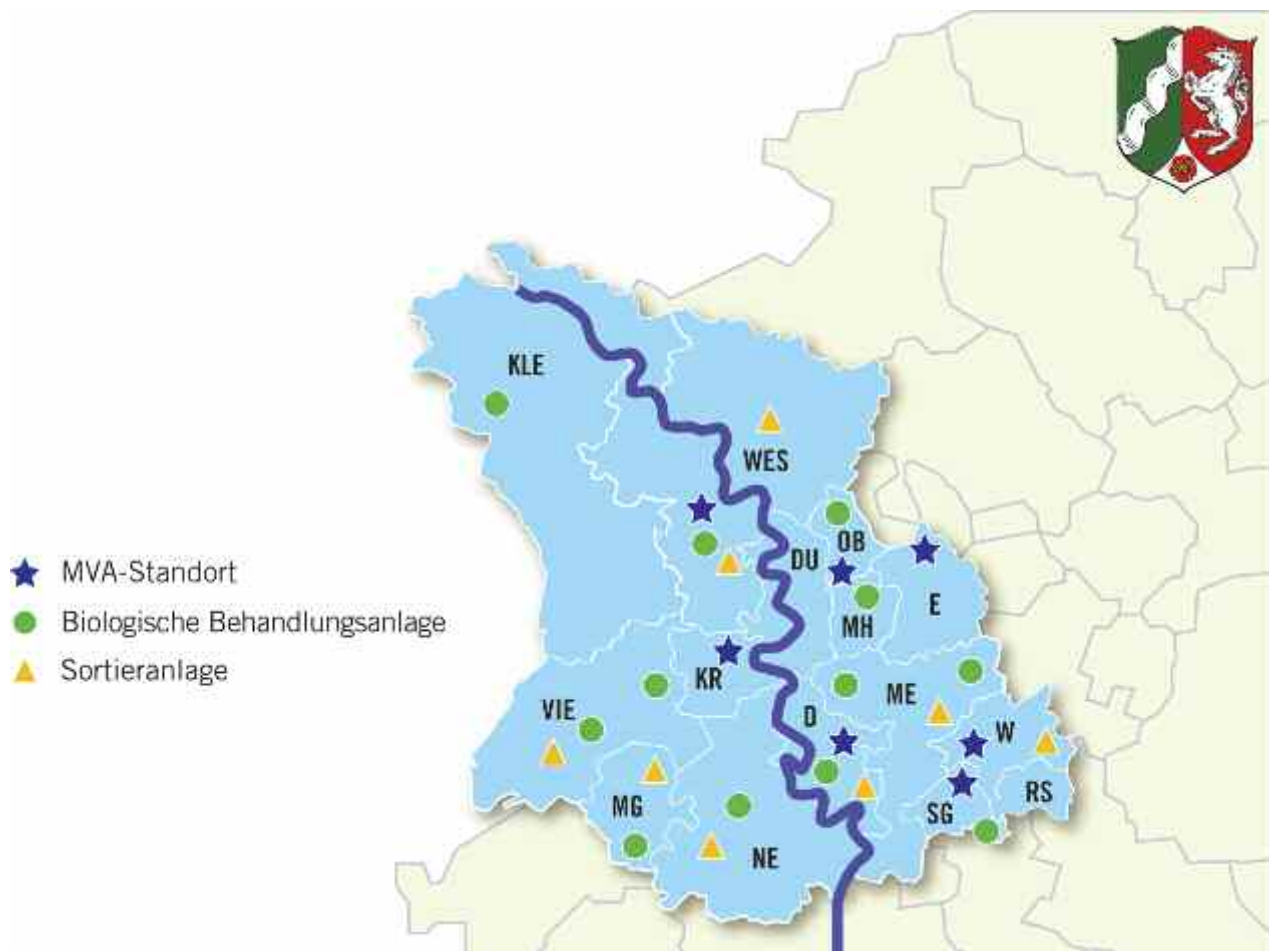 KLE
WES
DU
OB
E
MH
KR
ME
VIE
D
W
MG
SG
RS
NE
MVA-Standort
Biologische Behandlungsanlage
Sortieranlage